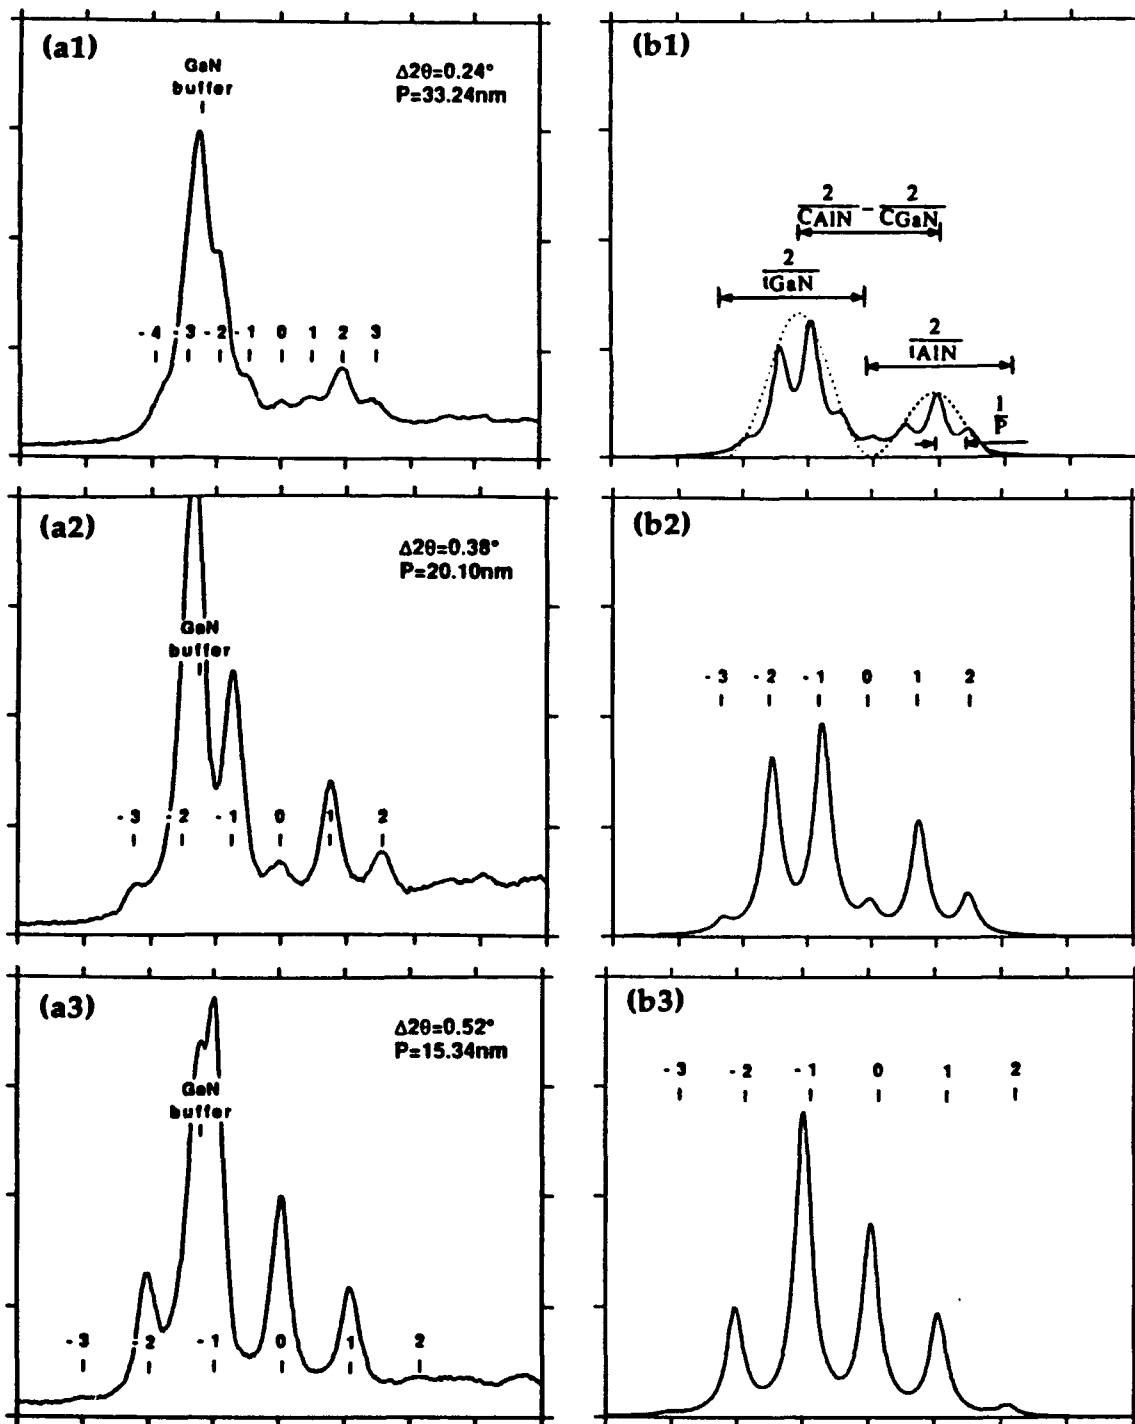 (a1)
GaN
buffer
Δ2θ=0.24°
P=33.24nm
- 4 - 3 - 2 - 1 0 1 2 3
(b1)
2 2
CAlN – CGaN
2
tGaN
2
tAlN
1
P
(a2)
Δ2θ=0.38°
P=20.10nm
GaN
buffer
- 3 - 2 - 1 0 1 2
(b2)
- 3 - 2 - 1 0 1 2
(a3)
Δ2θ=0.52°
P=15.34nm
GaN
buffer
- 3 - 2 - 1 0 1 2
(b3)
- 3 - 2 - 1 0 1 2